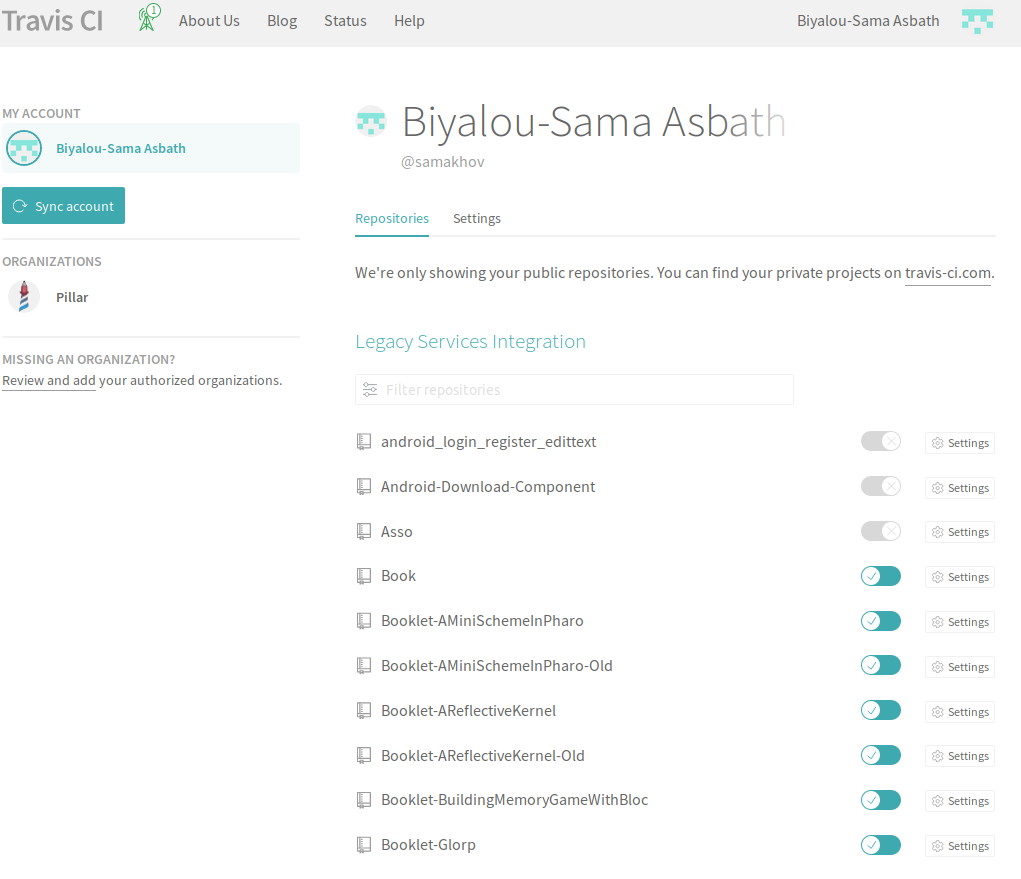 Travis CI
1
About Us Blog Status Help
Biyalou-Sama Asbath
MY ACCOUNT
Biyalou-Sama Asbath
Sync account
ORGANIZATIONS
Pillar
MISSING AN ORGANIZATION?
Review and add your authorized organizations.
Biyalou-Sama Asbath
@samakhov
Repositories Settings
We're only showing your public repositories. You can find your private projects on travis-ci.com.
Legacy Services Integration
Filter repositories
android_login_register_edittext Settings
Android-Download-Component Settings
Asso Settings
Book Settings
Booklet-AMiniSchemeInPharo Settings
Booklet-AMiniSchemeInPharo-Old Settings
Booklet-AReflectiveKernel Settings
Booklet-AReflectiveKernel-Old Settings
Booklet-BuildingMemoryGameWithBloc Settings
Booklet-Glorp Settings